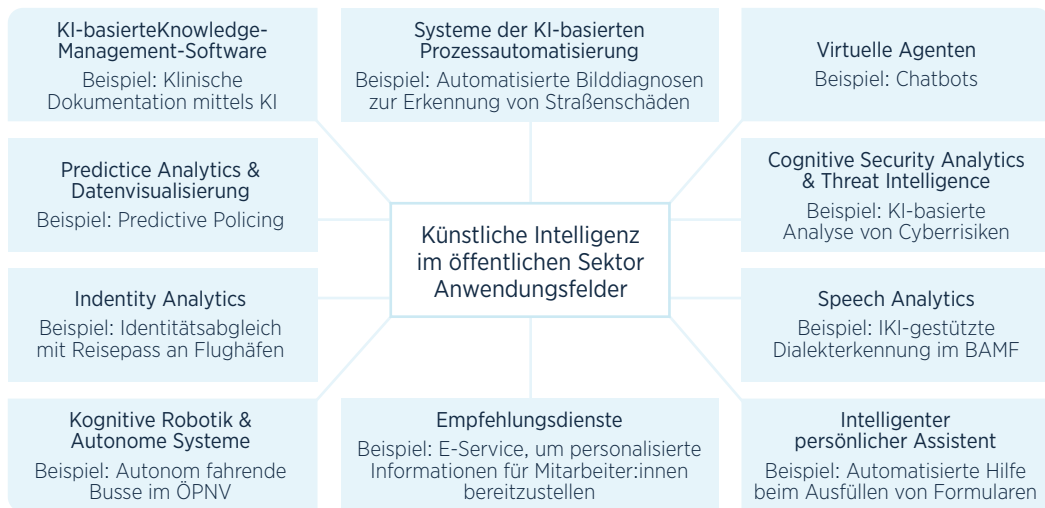 KI-basierteKnowledge-
Management-Software
Beispiel: Klinische
Dokumentation mittels KI
Systeme der KI-basierten
Prozessautomatisierung
Beispiel: Automatisierte Bilddiagnosen
zur Erkennung von Straßenschäden
Virtuelle Agenten
Beispiel: Chatbots
Predictice Analytics &
Datenvisualisierung
Beispiel: Predictive Policing
Künstliche Intelligenz
im öffentlichen Sektor
Anwendungsfelder
Cognitive Security Analytics
& Threat Intelligence
Beispiel: KI-basierte
Analyse von Cyberrisiken
Indentity Analytics
Beispiel: Identitätsabgleich
mit Reisepass an Flughäfen
Speech Analytics
Beispiel: IKI-gestützte
Dialekterkennung im BAMF
Kognitive Robotik &
Autonome Systeme
Beispiel: Autonom fahrende
Busse im ÖPNV
Empfehlungsdienste
Beispiel: E-Service, um personalisierte
Informationen für Mitarbeiter:innen
bereitzustellen
Intelligenter
persönlicher Assistent
Beispiel: Automatisierte Hilfe
beim Ausfüllen von Formularen